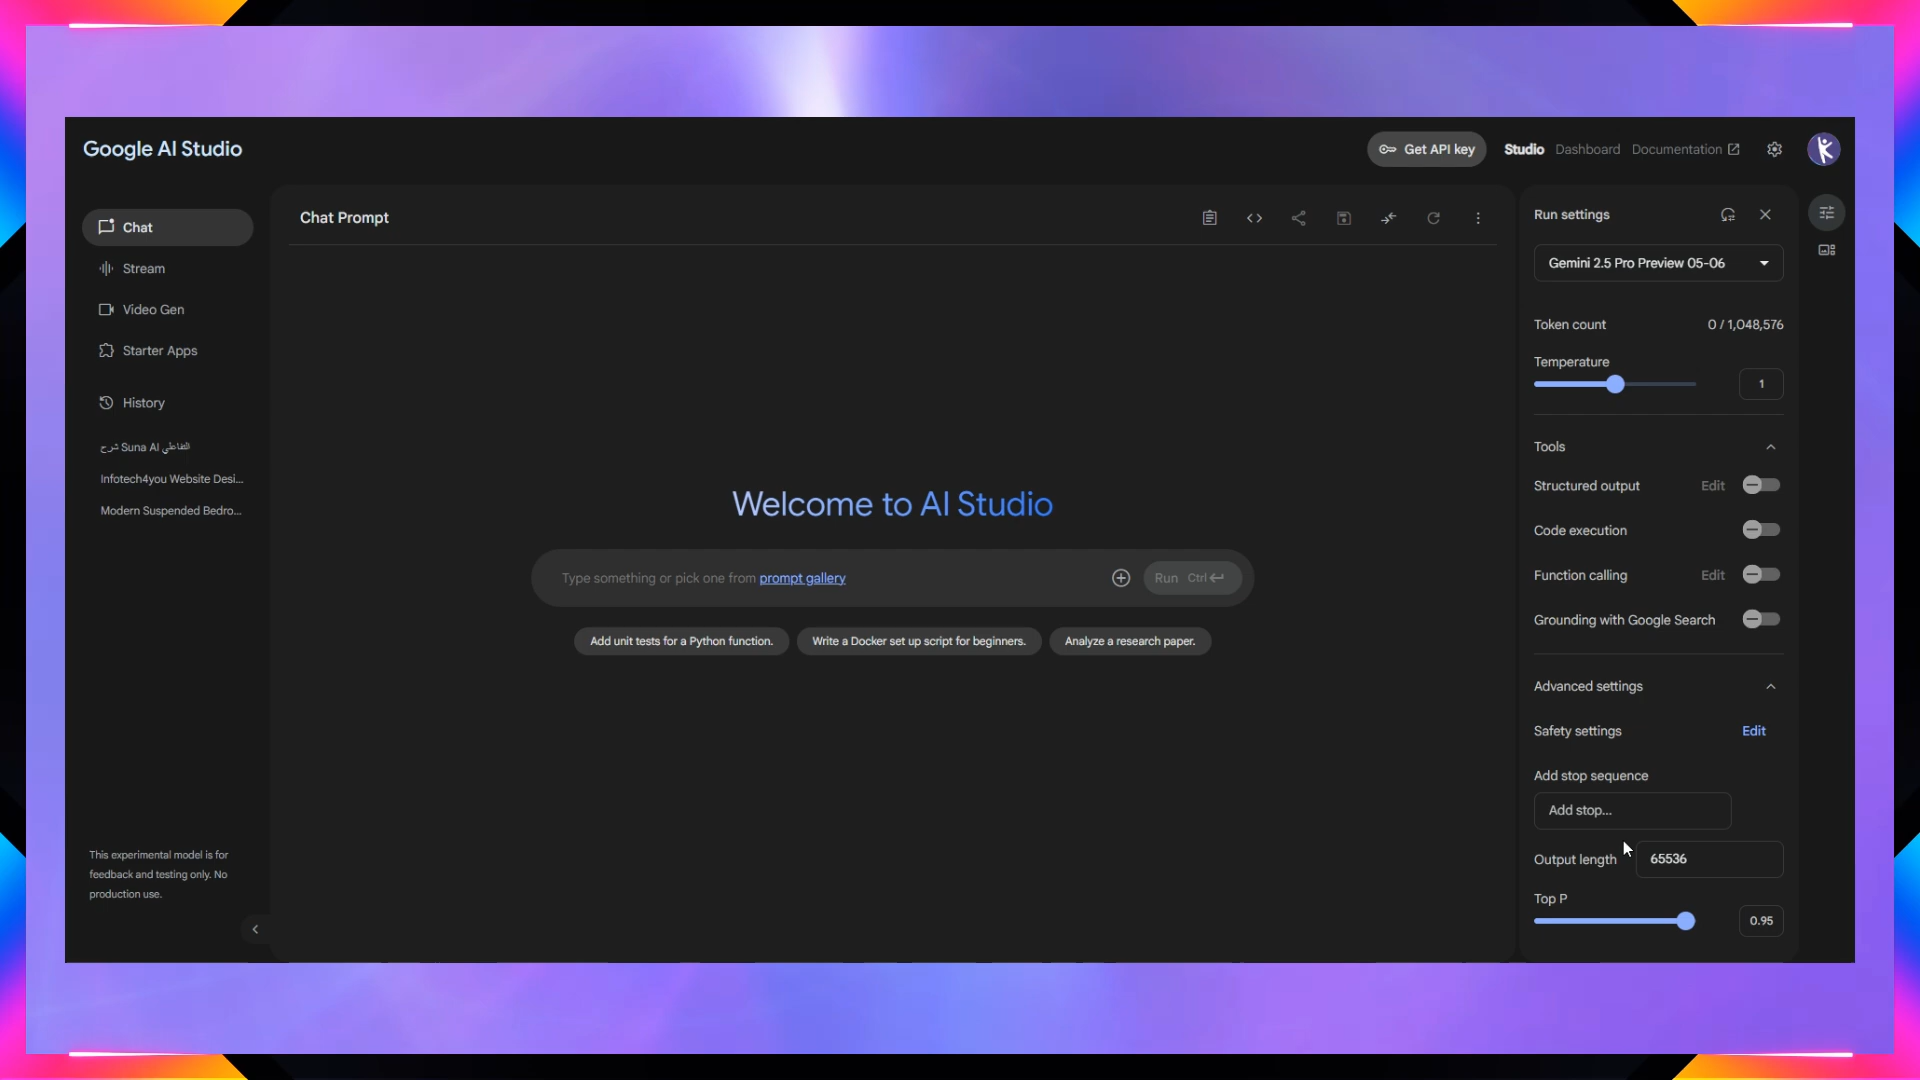 Google AI Studio
Get API key
Studio
Dashboard
Documentation
Chat
Stream
Video Gen
Starter Apps
History
شرح Suna AI التفاعلي
Infotech4you Website Desi...
Modern Suspended Bedro...
This experimental model is for
feedback and testing only. No
production use.
Chat Prompt
Welcome to AI Studio
Type something or pick one from prompt gallery
Run Ctrl
Add unit tests for a Python function.
Write a Docker set up script for beginners.
Analyze a research paper.
Run settings
Gemini 2.5 Pro Preview 05-06
Token count 0 / 1,048,576
Temperature
1
Tools
Structured output Edit
Code execution
Function calling Edit
Grounding with Google Search
Advanced settings
Safety settings Edit
Add stop sequence
Add stop...
Output length 65536
Top P
0.95